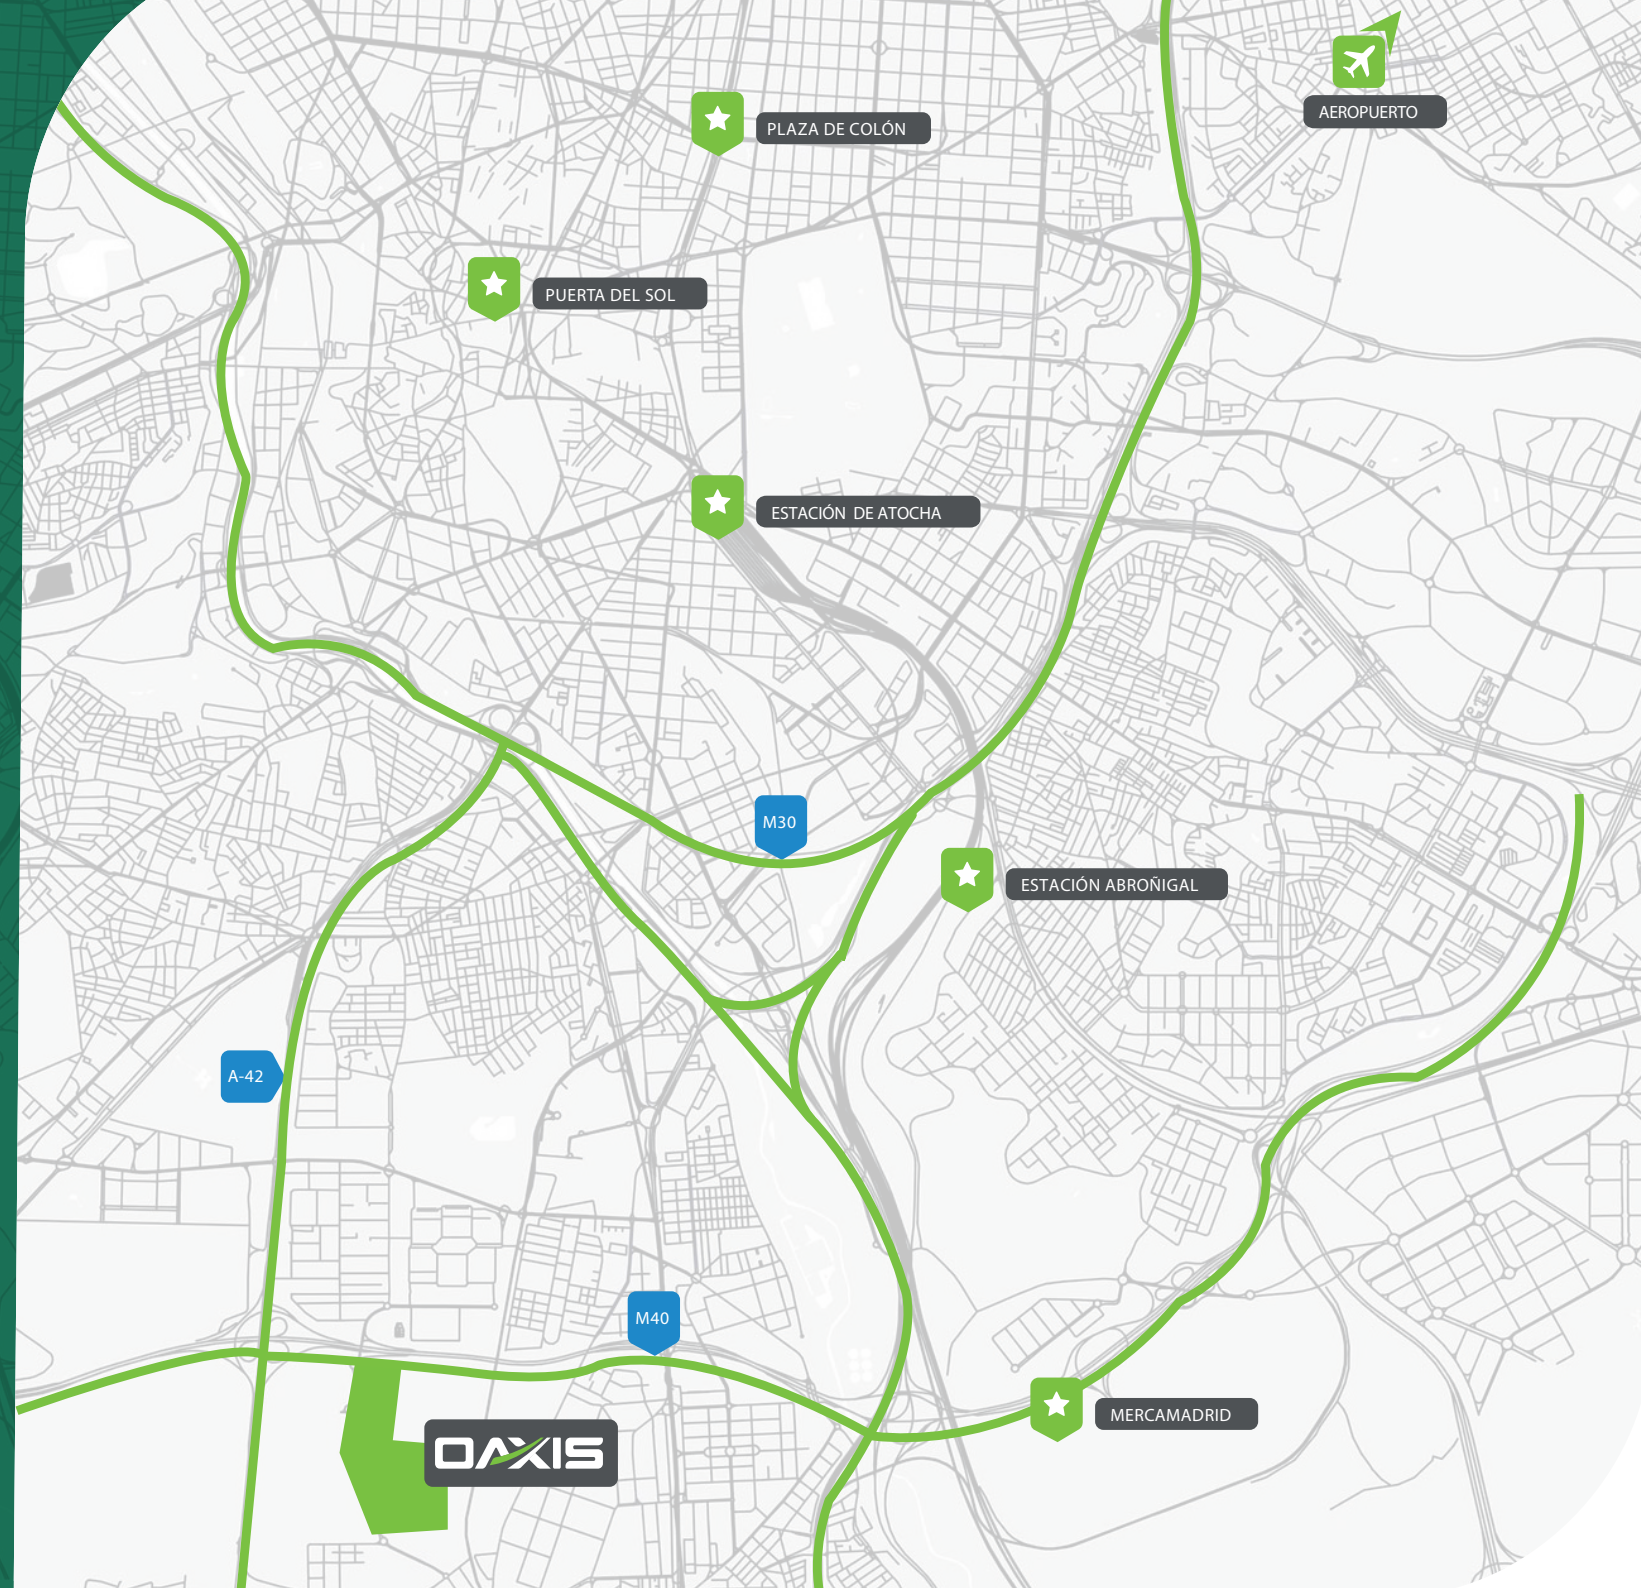 AEROPUERTO
PLAZA DE COLÓN
PUERTA DEL SOL
ESTACIÓN DE ATOCHA
M30
ESTACIÓN ABROÑIGAL
A-42
M40
MERCAMADRID
OAXIS